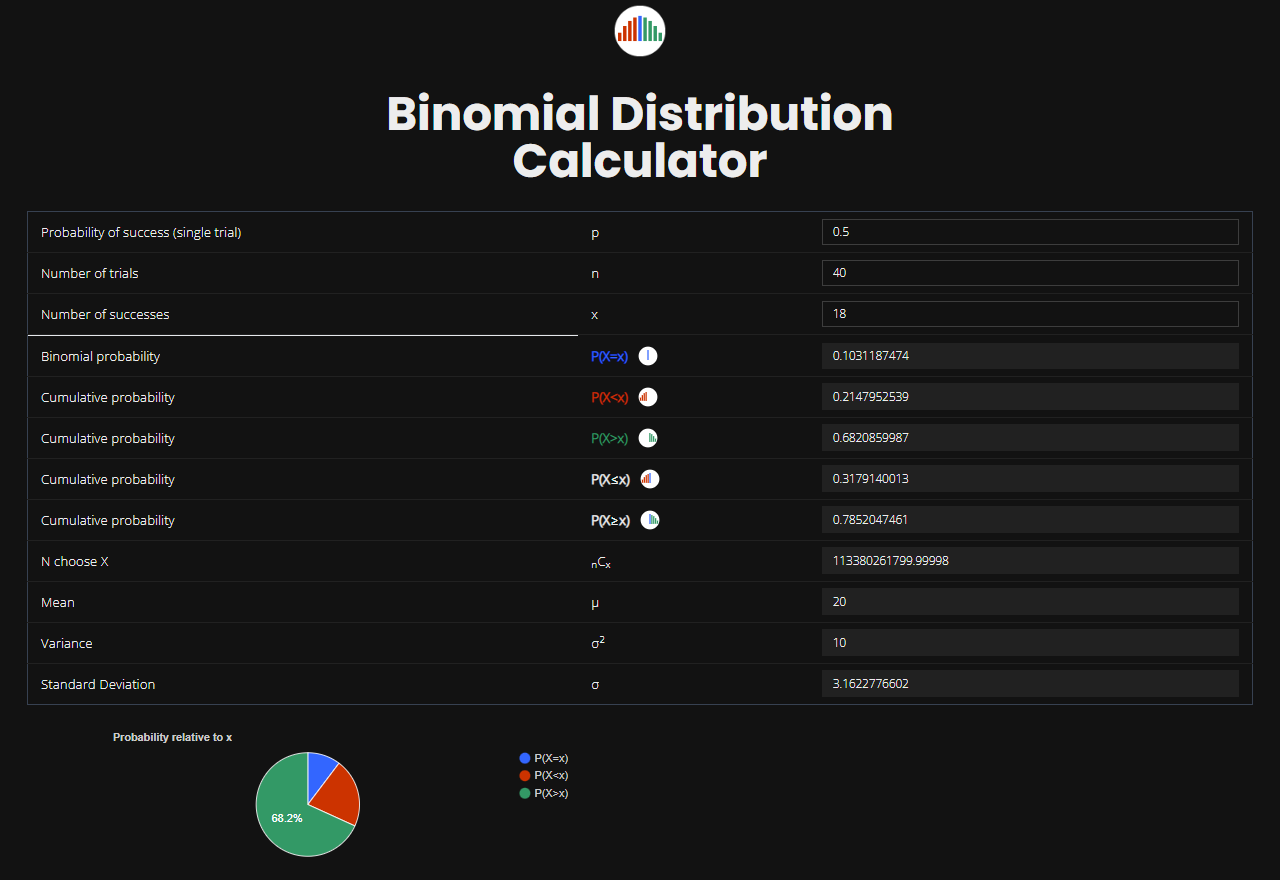 Binomial Distribution
Calculator
Probability of success (single trial) p 0.5
Number of trials n 40
Number of successes x 18
Binomial probability P(X=x) 0.1031187474
Cumulative probability P(X<x) 0.2147952539
Cumulative probability P(X>x) 0.6820859987
Cumulative probability P(X≤x) 0.3179140013
Cumulative probability P(X≥x) 0.7852047461
N choose X nCx 113380261799.99998
Mean μ 20
Variance σ2 10
Standard Deviation σ 3.1622776602
Probability relative to x
P(X=x)
P(X<x)
P(X>x)
68.2%